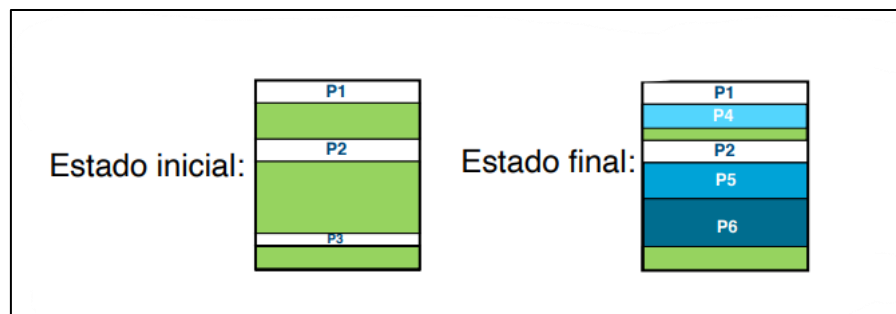 Estado inicial:
P1
P2
P3
Estado final:
P1
P4
P2
P5
P6